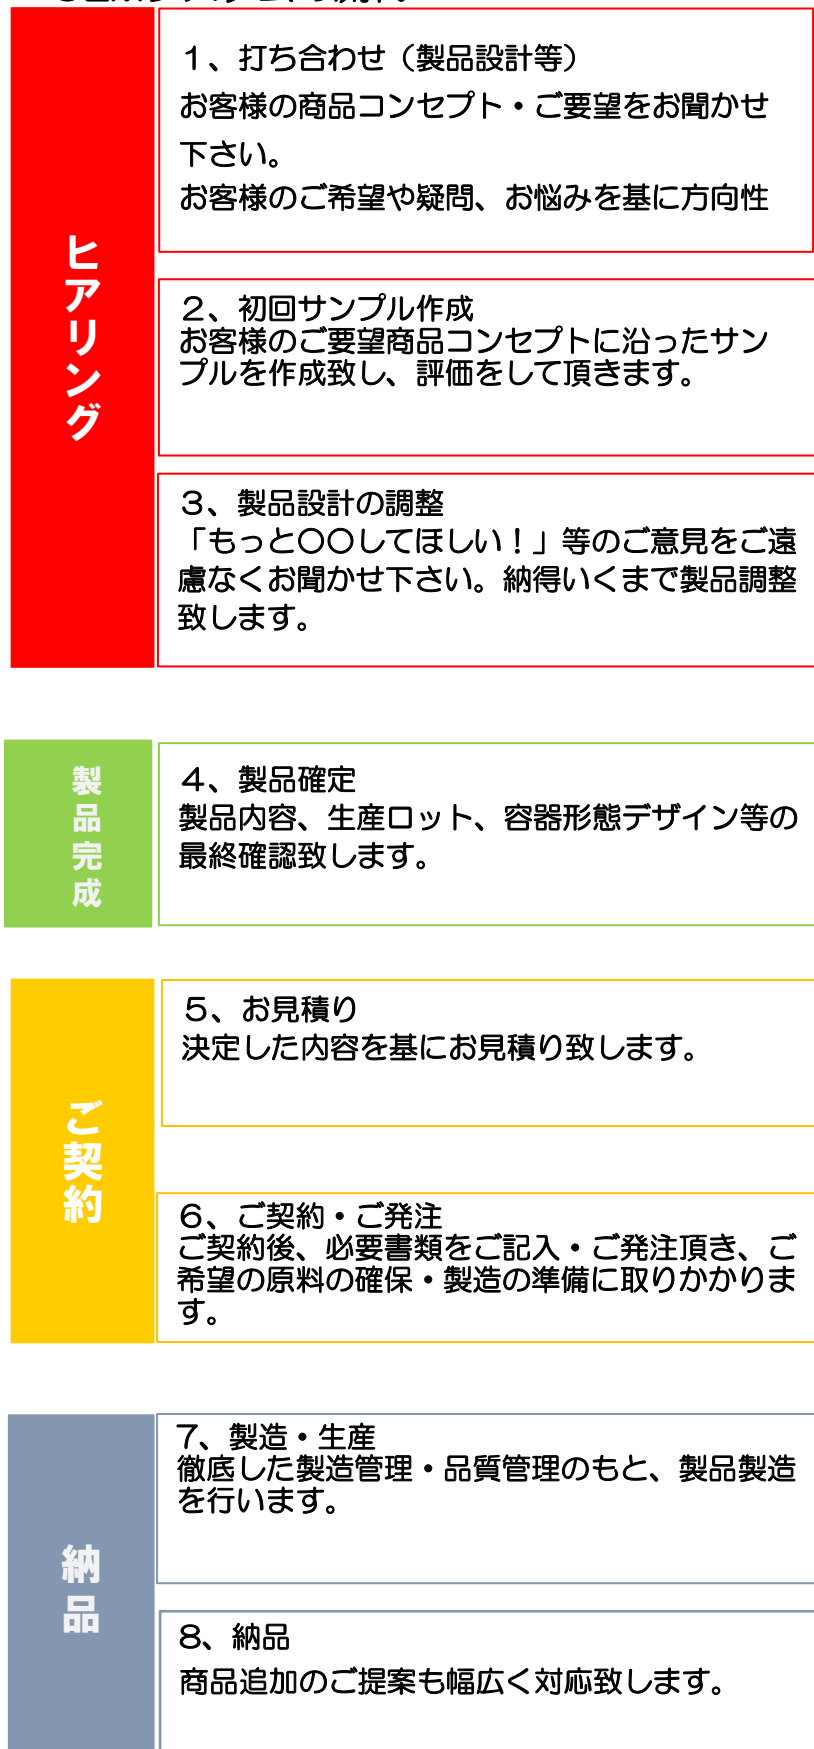 ヒアリング
１、打ち合わせ（製品設計等）
お客様の商品コンセプト・ご要望をお聞かせ
下さい。
お客様のご希望や疑問、お悩みを基に方向性
２、初回サンプル作成
お客様のご要望商品コンセプトに沿ったサン
プルを作成致し、評価をして頂きます。
３、製品設計の調整
「もっと〇〇してほしい！」等のご意見をご遠
慮なくお聞かせ下さい。納得いくまで製品調整
致します。
製品完成
４、製品確定
製品内容、生産ロット、容器形態デザイン等の
最終確認致します。
ご契約
５、お見積り
決定した内容を基にお見積り致します。
６、ご契約・ご発注
ご契約後、必要書類をご記入・ご発注頂き、ご
希望の原料の確保・製造の準備に取りかかりま
す。
納品
７、製造・生産
徹底した製造管理・品質管理のもと、製品製造
を行います。
８、納品
商品追加のご提案も幅広く対応致します。